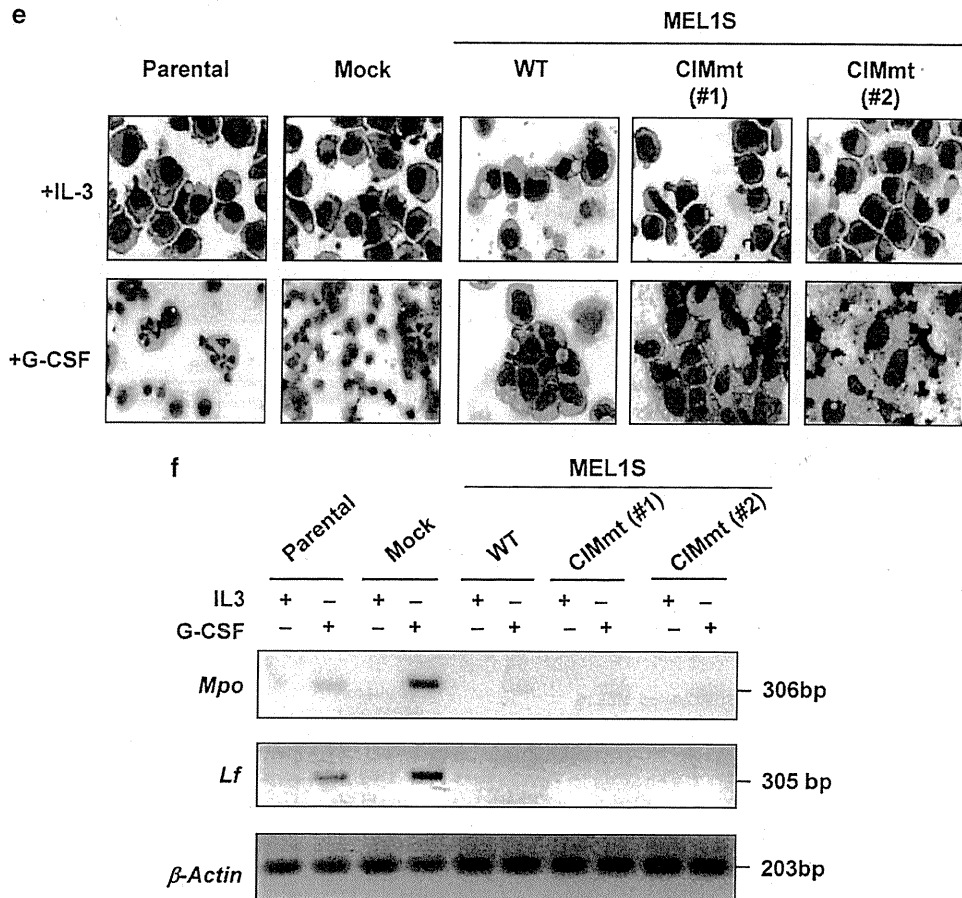 e
MEL1S
Parental Mock WT CIMmt (#1) CIMmt (#2)
+IL-3
+G-CSF
f
MEL1S
Parental Mock WT CIMmt (#1) CIMmt (#2)
IL3 + – + – + – + – + –
G-CSF – + – + – + – + – +
Mpo 306bp
Lf 305 bp
β-Actin 203bp